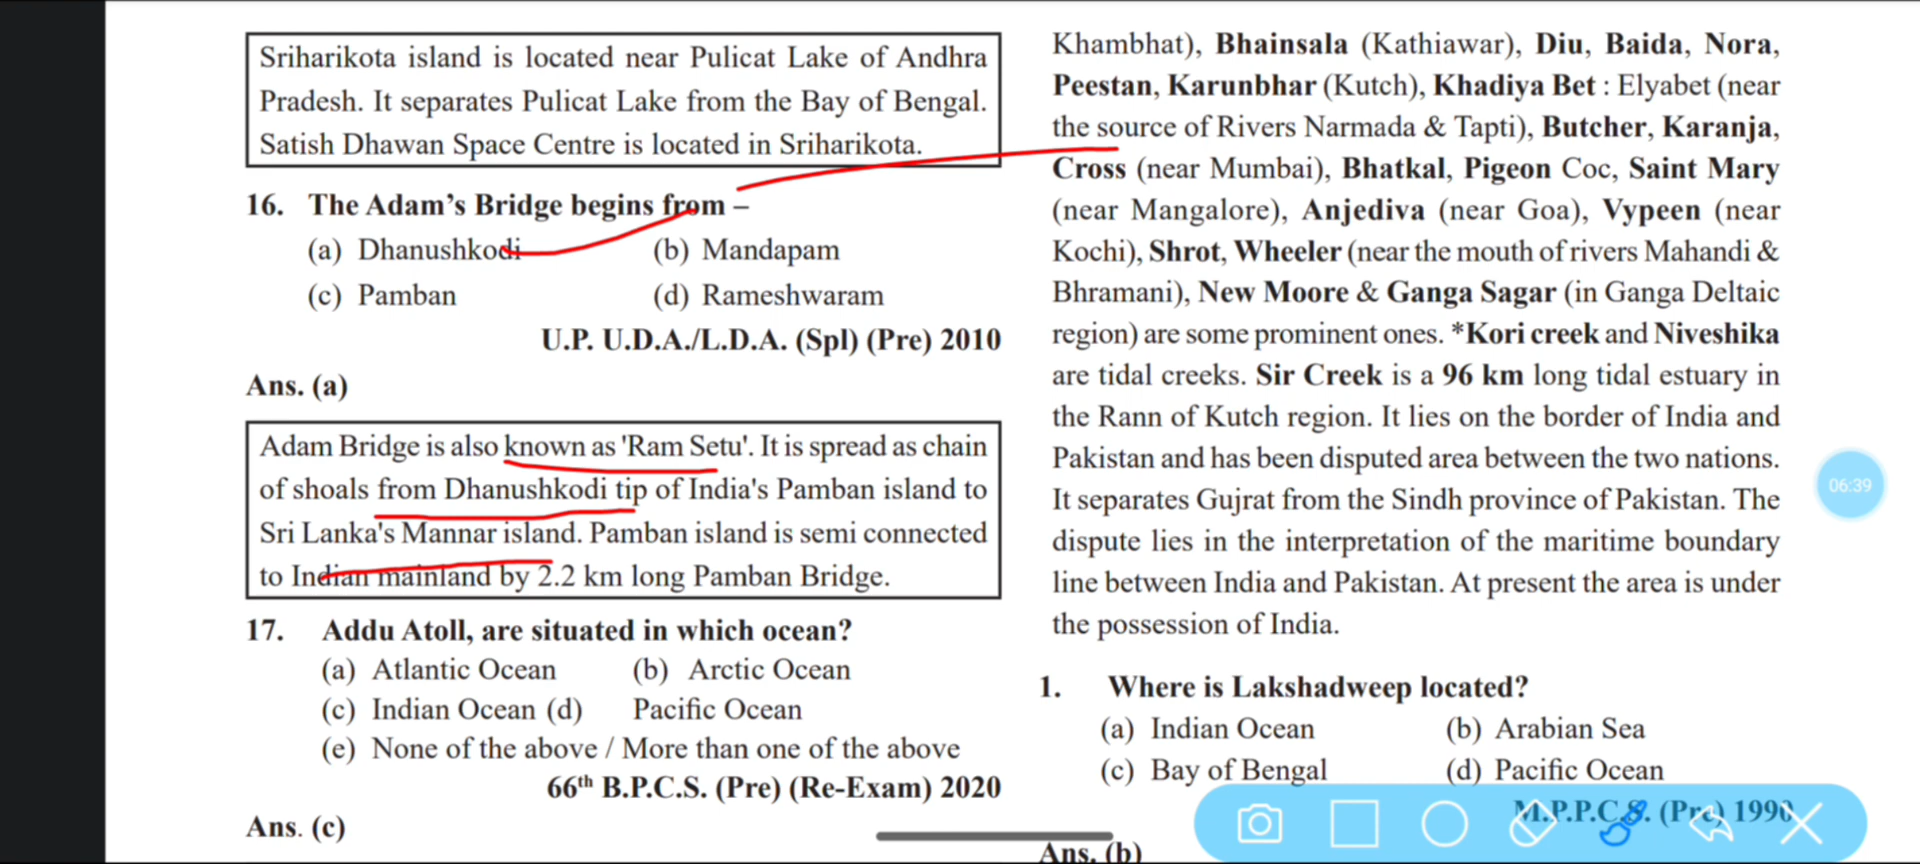 Sriharikota island is located near Pulicat Lake of Andhra
Pradesh. It separates Pulicat Lake from the Bay of Bengal.
Satish Dhawan Space Centre is located in Sriharikota.
16. The Adam’s Bridge begins from –
(a) Dhanushkodi (b) Mandapam
(c) Pamban (d) Rameshwaram
U.P. U.D.A./L.D.A. (Spl) (Pre) 2010
Ans. (a)
Adam Bridge is also known as 'Ram Setu'. It is spread as chain
of shoals from Dhanushkodi tip of India's Pamban island to
Sri Lanka's Mannar island. Pamban island is semi connected
to Indian mainland by 2.2 km long Pamban Bridge.
17. Addu Atoll, are situated in which ocean?
(a) Atlantic Ocean (b) Arctic Ocean
(c) Indian Ocean (d) Pacific Ocean
(e) None of the above / More than one of the above
66th B.P.C.S. (Pre) (Re-Exam) 2020
Ans. (c)
Khambhat), Bhainsala (Kathiawar), Diu, Baida, Nora,
Peestan, Karunbhar (Kutch), Khadiya Bet : Elyabet (near
the source of Rivers Narmada & Tapti), Butcher, Karanja,
Cross (near Mumbai), Bhatkal, Pigeon Coc, Saint Mary
(near Mangalore), Anjediva (near Goa), Vypeen (near
Kochi), Shrot, Wheeler (near the mouth of rivers Mahandi &
Bhramani), New Moore & Ganga Sagar (in Ganga Deltaic
region) are some prominent ones. *Kori creek and Niveshika
are tidal creeks. Sir Creek is a 96 km long tidal estuary in
the Rann of Kutch region. It lies on the border of India and
Pakistan and has been disputed area between the two nations.
It separates Gujrat from the Sindh province of Pakistan. The
dispute lies in the interpretation of the maritime boundary
line between India and Pakistan. At present the area is under
the possession of India.
1. Where is Lakshadweep located?
(a) Indian Ocean (b) Arabian Sea
(c) Bay of Bengal (d) Pacific Ocean
M.P.P.C.S. (Pre) 1990
Ans. (b)
06:39